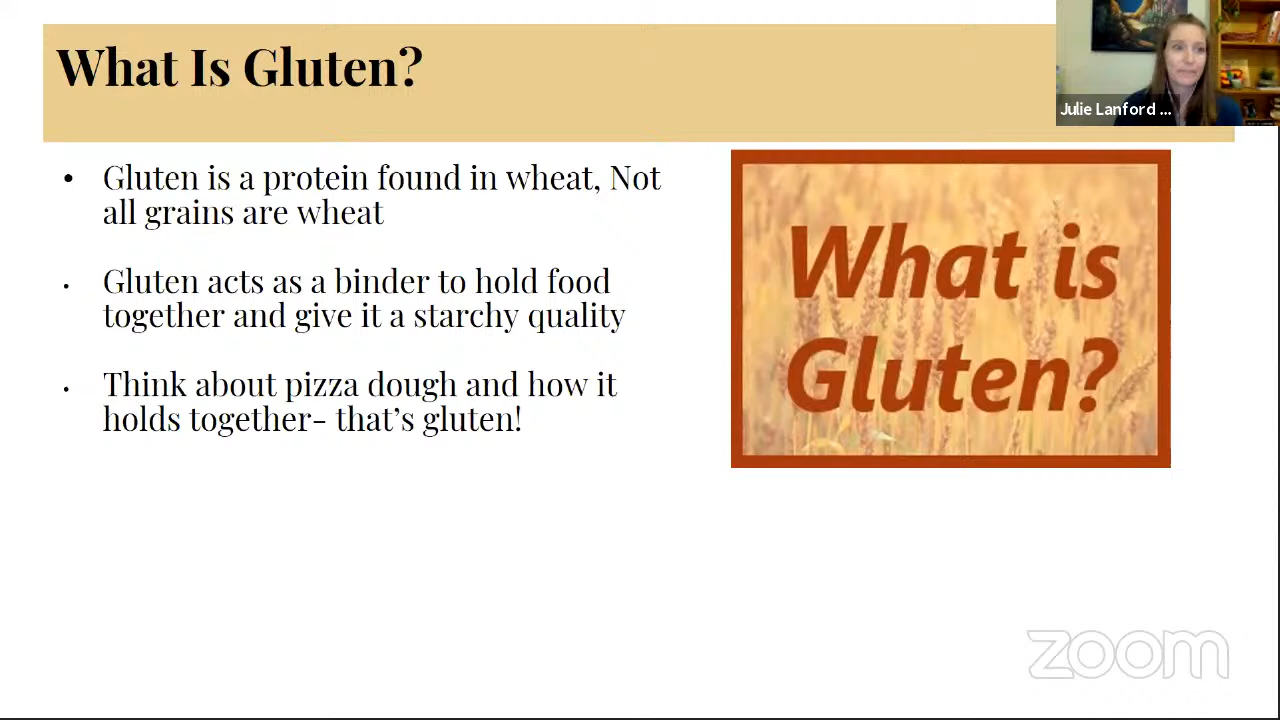 What Is Gluten?
Julie Lanford ...
• Gluten is a protein found in wheat, Not
all grains are wheat
• Gluten acts as a binder to hold food
together and give it a starchy quality
• Think about pizza dough and how it
holds together- that’s gluten!
What is
Gluten?
zoom